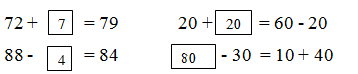 72 + 7 = 79 20 + 20 = 60 - 20
88 - 4 = 84 80 - 30 = 10 + 40